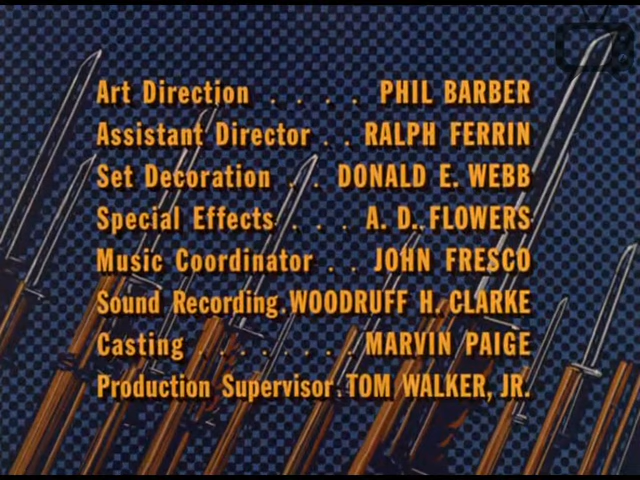 Art Direction . . . . PHIL BARBER
Assistant Director . . RALPH FERRIN
Set Decoration . . . DONALD E. WEBB
Special Effects . . . . A. D. FLOWERS
Music Coordinator . . JOHN FRESCO
Sound Recording . WOODRUFF H. CLARKE
Casting . . . . . . . . MARVIN PAIGE
Production Supervisor . TOM WALKER, JR.